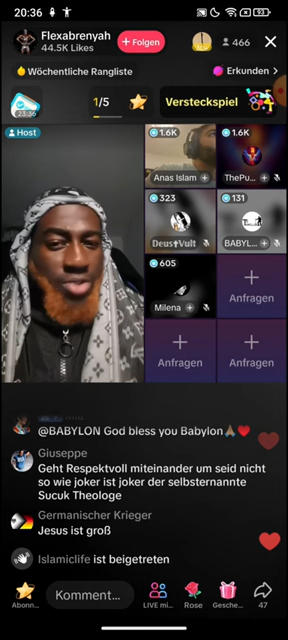 20:36
93
Flexabrenyah
44.5K Likes
+ Folgen
466
Wöchentliche Rangliste
Erkunden >
23:36
1/5
Versteckspiel
Host
1.6K
Anas Islam
1.6K
ThePu...
323
Deus†Vult
131
BABYL...
605
Milena
Anfragen
Anfragen
Anfragen
@BABYLON God bless you Babylon🙏🏾❤️
Giuseppe
Geht Respektvoll miteinander um seid nicht
so wie joker ist joker der selbsternannte
Sucuk Theologe
Germanischer Krieger
Jesus ist groß
Islamiclife ist beigetreten
Abonn...
Komment...
LIVE mi...
Rose
Gesche...
47